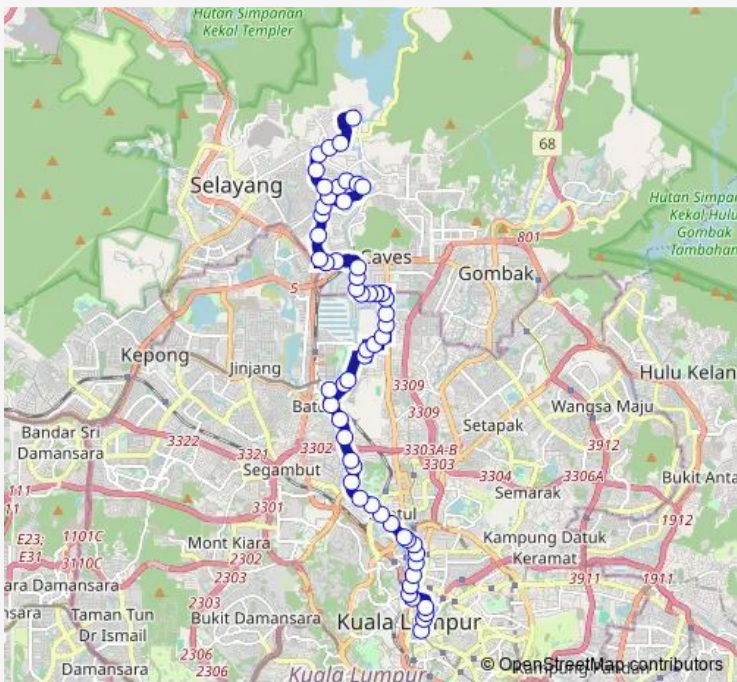 Hutan Simpanan
Kekal Templer
68
Selayang
Hutan Simpan
Kekal Hulu
Gombak
Tambahan
801
Caves
Gombak
S
Kepong
Jinjang
Hulu Kelan
3309
3309
Batu
Wangsa Maju
Setapak
Bandar Sri
Damansara
3322
3321
3302
3303A-B
3303
3912
Segambut
3304
3306A
Bukit Anta
111
11
3301
Semarak
1912
E23;
E31
1101C
3110C
Mont Kiara
2302
2303
Kampung Datuk
Keramat
3911
1911
ara Damansara
nsara
Taman Tun
Dr Ismail
2303
Bukit Damansara
Kuala Lumpur
2306
2306
Damansara
Kuala Lumpur
© OpenStreetMap contributors